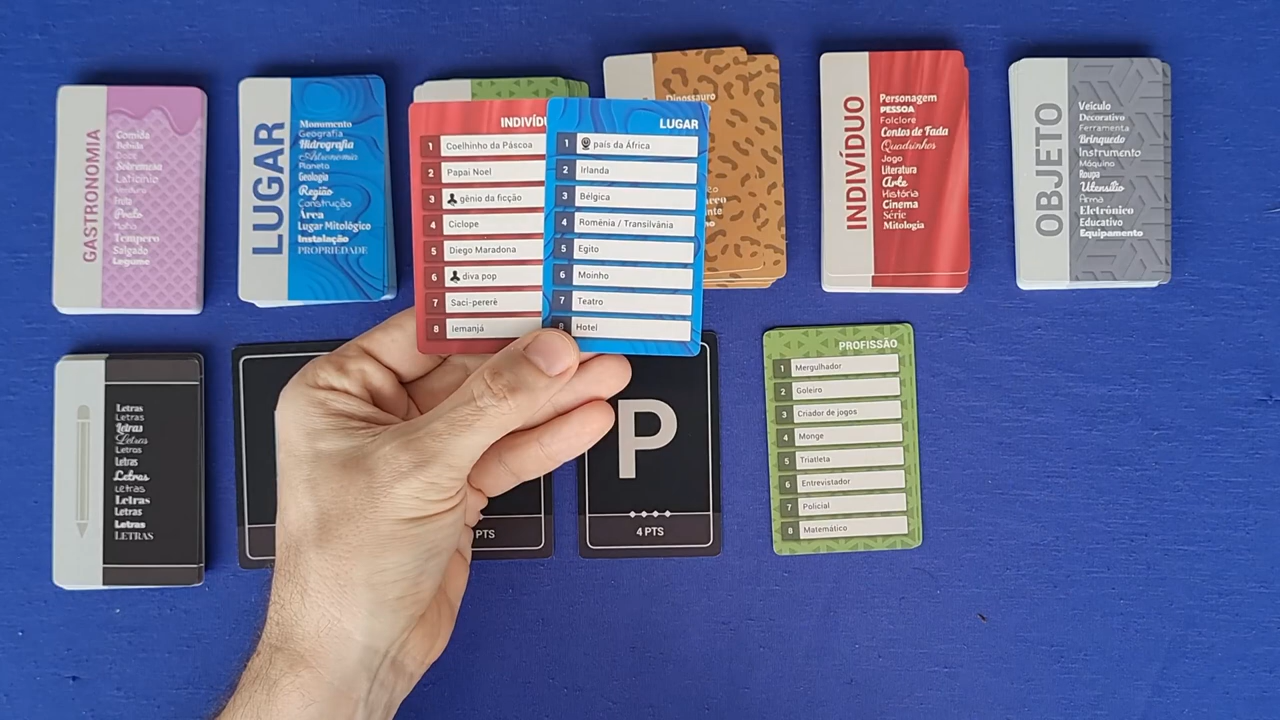 GASTRONOMIA
Comida
Bebida
Doce
Sobremesa
Laticínio
Verdura
Fruta
Prato
Molho
Tempero
Salgado
Legume
LUGAR
Monumento
Geografia
Hidrografia
Astronomia
Planeta
Geologia
Região
Construção
Área
Lugar Mitológico
Instalação
PROPRIEDADE
INDIVÍDU
1 Coelhinho da Páscoa
2 Papai Noel
3 gênio da ficção
4 Ciclope
5 Diego Maradona
6 diva pop
7 Saci-pererê
8 Iemanjá
LUGAR
1 país da África
2 Irlanda
3 Bélgica
4 Romênia / Transilvânia
5 Egito
6 Moinho
7 Teatro
8 Hotel
Dinossauro
INDIVÍDUO
Personagem
PESSOA
Folclore
Contos de Fada
Quadrinhos
Jogo
Literatura
Arte
História
Cinema
Série
Mitologia
OBJETO
Veículo
Decorativo
Ferramenta
Brinquedo
Instrumento
Máquina
Roupa
Utensílio
Arma
Eletrônico
Educativo
Equipamento
Letras
Letras
Letras
Letras
Letras
Letras
Letras
Letras
Letras
Letras
Letras
LETRAS
PTS
P
4 PTS
PROFISSÃO
1 Mergulhador
2 Goleiro
3 Criador de jogos
4 Monge
5 Triatleta
6 Entrevistador
7 Policial
8 Matemático